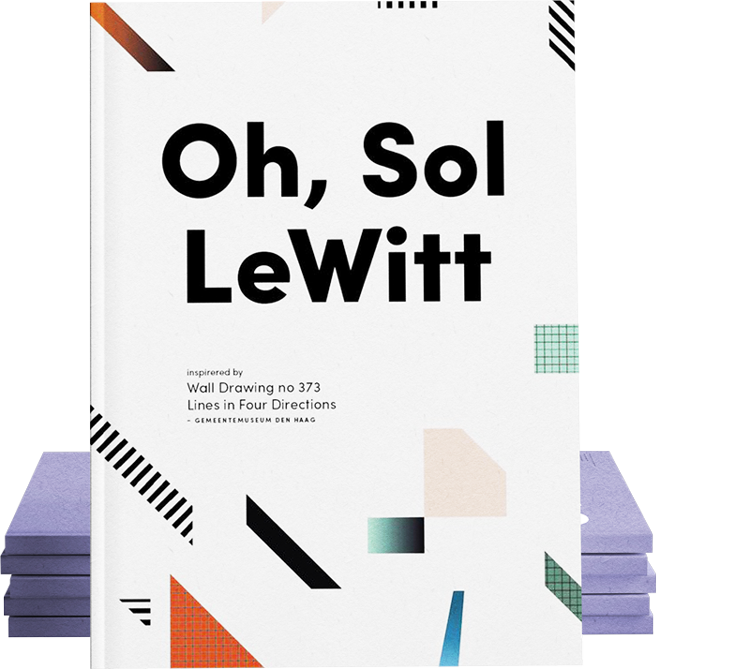 Oh, Sol
LeWitt
inspirered by
Wall Drawing no 373
Lines in Four Directions
– GEMEENTEMUSEUM DEN HAAG